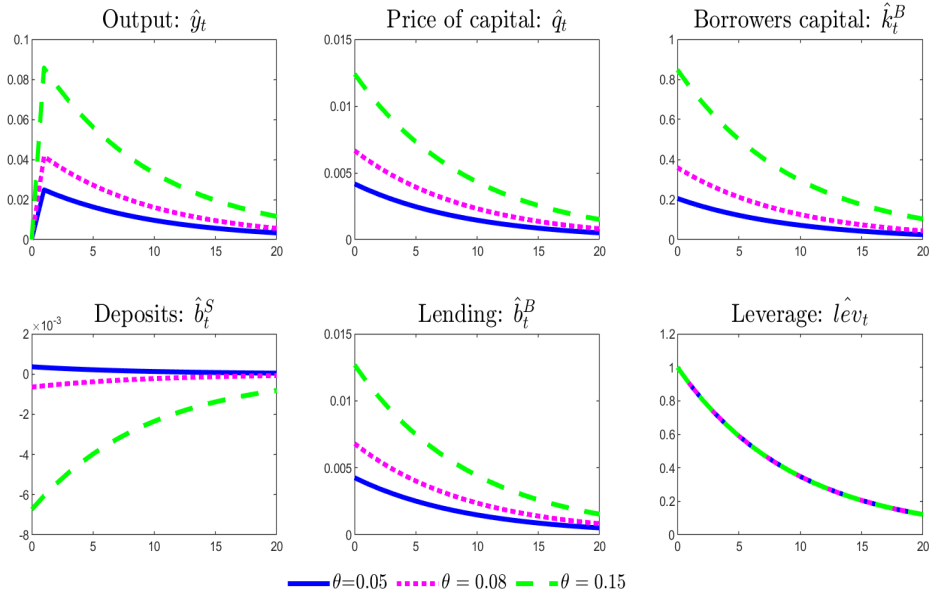 Output: ŷ_t
Price of capital: q̂_t
Borrowers capital: k̂_t^B
0.1
0.08
0.06
0.04
0.02
0
0 5 10 15 20
0.015
0.01
0.005
0
0 5 10 15 20
1
0.8
0.6
0.4
0.2
0
0 5 10 15 20
Deposits: b̂_t^S
Lending: b̂_t^B
Leverage: lêv_t
×10^-3
2
0
-2
-4
-6
-8
0 5 10 15 20
0.015
0.01
0.005
0
0 5 10 15 20
1.2
1
0.8
0.6
0.4
0.2
0
0 5 10 15 20
θ=0.05 θ = 0.08 θ = 0.15